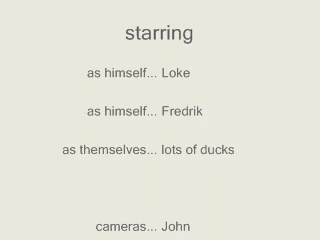 starring
as himself... Loke
as himself... Fredrik
as themselves... lots of ducks
cameras... John